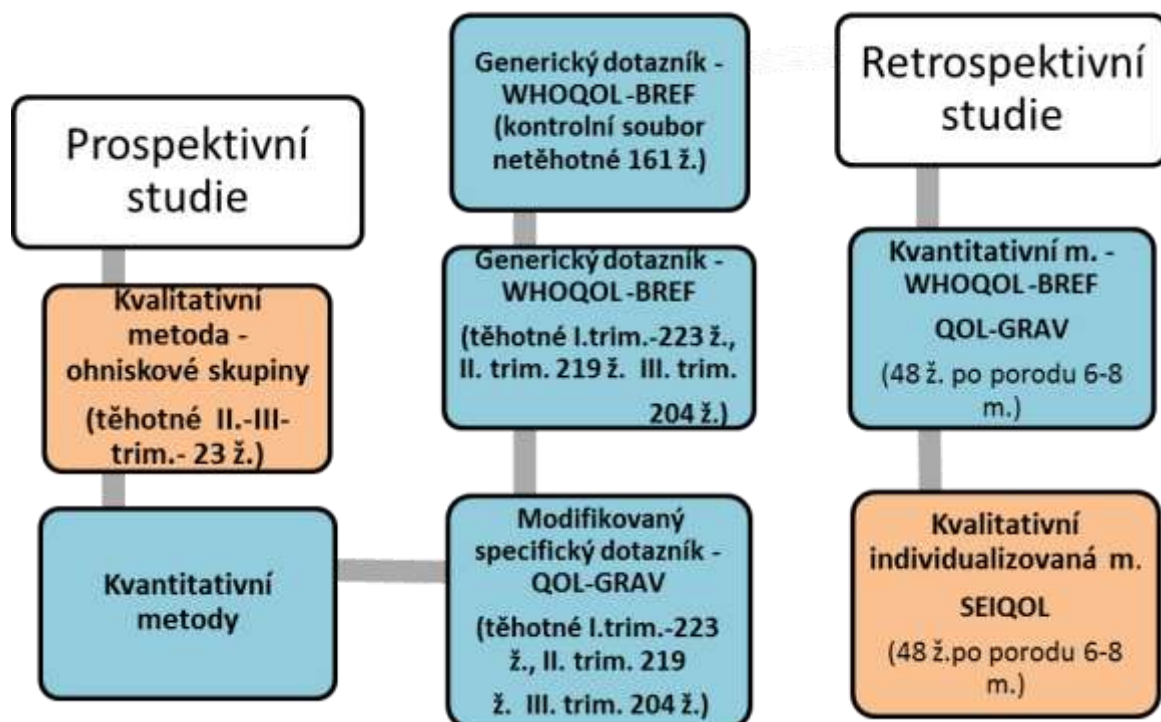 Prospektivní
studie
Kvalitativní
metoda -
ohniskové skupiny
(těhotné II.-III-
trim.- 23 ž.)
Kvantitativní
metody
Generický dotazník -
WHOQOL -BREF
(kontrolní soubor
netěhotné 161 ž.)
Generický dotazník -
WHOQOL -BREF
(těhotné I.trim.-223 ž.,
II. trim. 219 ž. III. trim.
204 ž.)
Modifikovaný
specifický dotazník -
QOL-GRAV
(těhotné I.trim.-223
ž., II. trim. 219
ž. III. trim. 204 ž.)
Retrospektivní
studie
Kvantitativní m. -
WHOQOL -BREF
QOL-GRAV
(48 ž. po porodu 6-8
m.)
Kvalitativní
individualizovaná m.
SEIQOL
(48 ž.po porodu 6-8
m.)